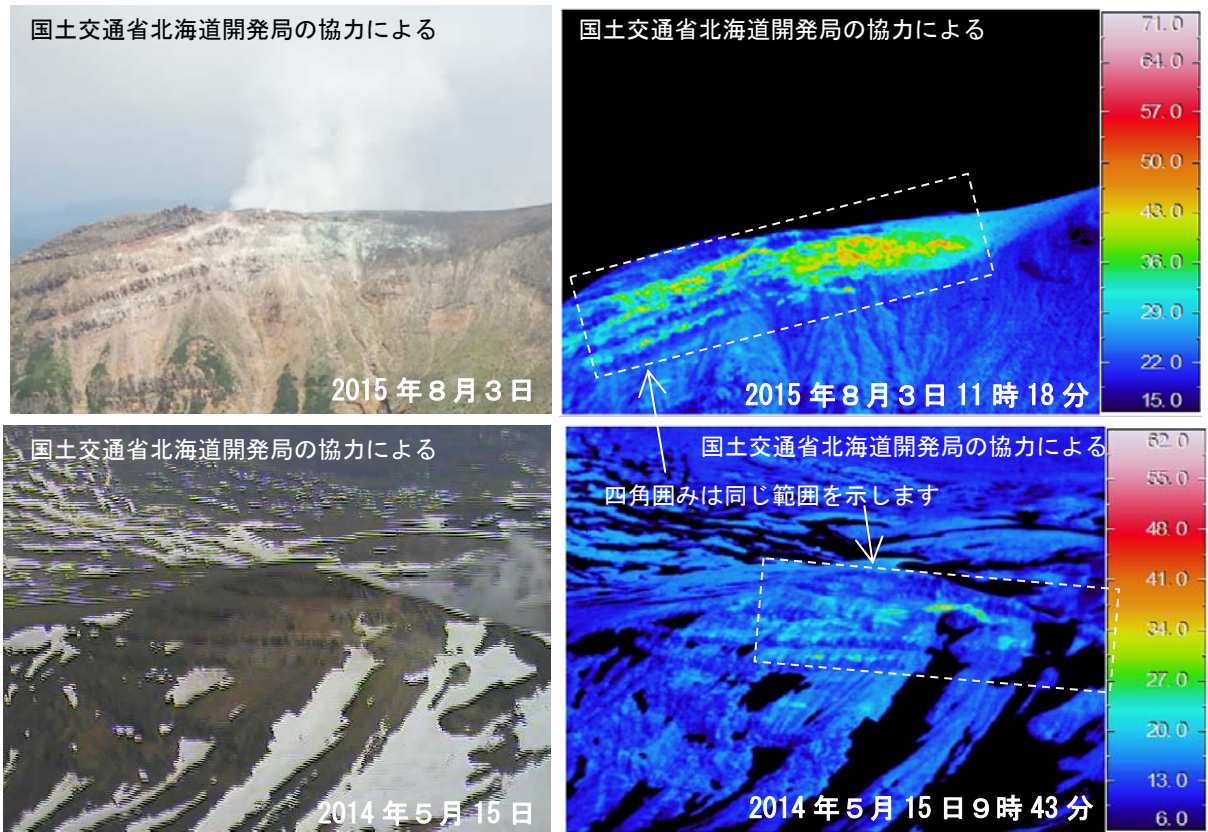 国土交通省北海道開発局の協力による
2015年8月3日
国土交通省北海道開発局の協力による
2015年8月3日11時18分
71.0
64.0
57.0
50.0
43.0
36.0
29.0
22.0
15.0
国土交通省北海道開発局の協力による
2014年5月15日
国土交通省北海道開発局の協力による
四角囲みは同じ範囲を示します
2014年5月15日9時43分
62.0
55.0
48.0
41.0
34.0
27.0
20.0
13.0
6.0